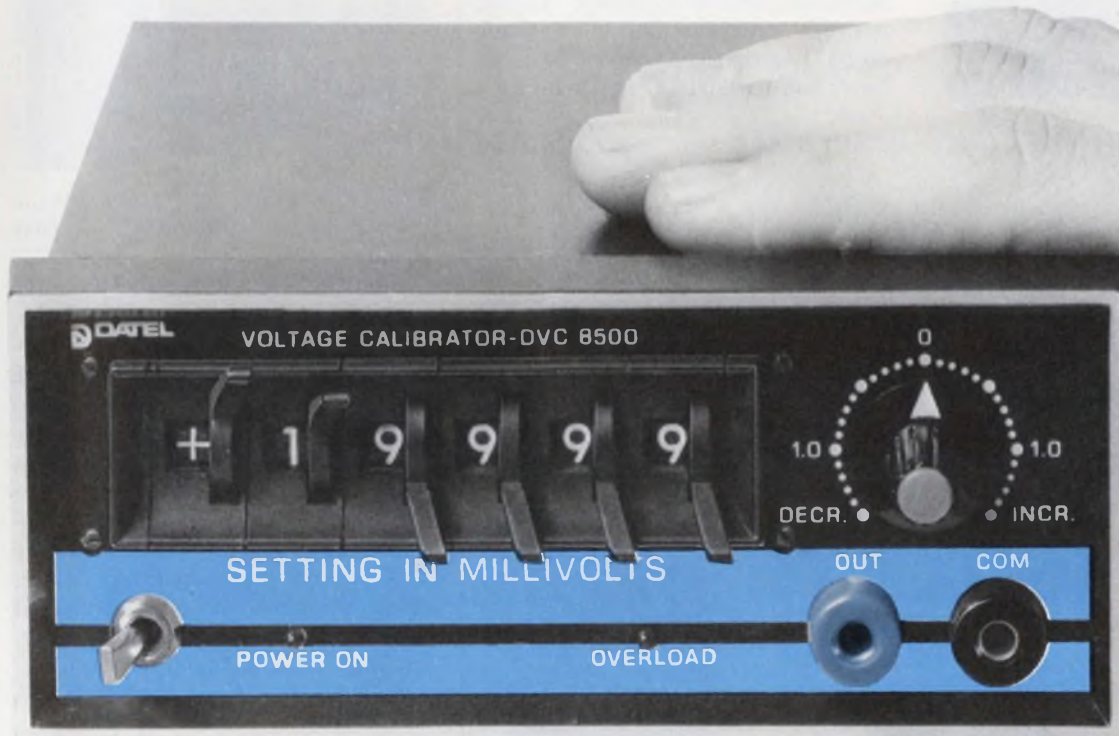 DATEL
VOLTAGE CALIBRATOR-DVC 8500
+ 1 9 9 9 9
0
1.0 1.0
DECR. INCR.
SETTING IN MILLIVOLTS
OUT COM
POWER ON OVERLOAD